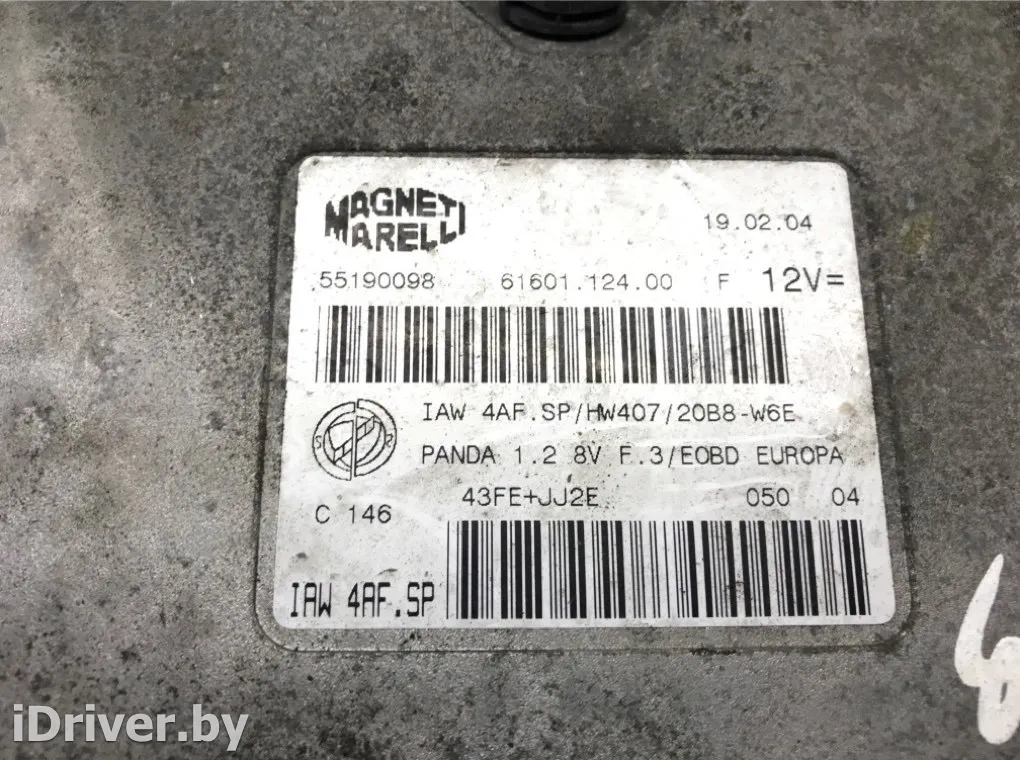 MAGNETI
MARELLI
19.02.04
55190098 61601.124.00 F 12V=
IAW 4AF.SP/HW407/20B8-W6E
PANDA 1.2 8V F.3/EOBD EUROPA
43FE+JJ2E 050 04
C 146
IAW 4AF.SP
iDriver.by